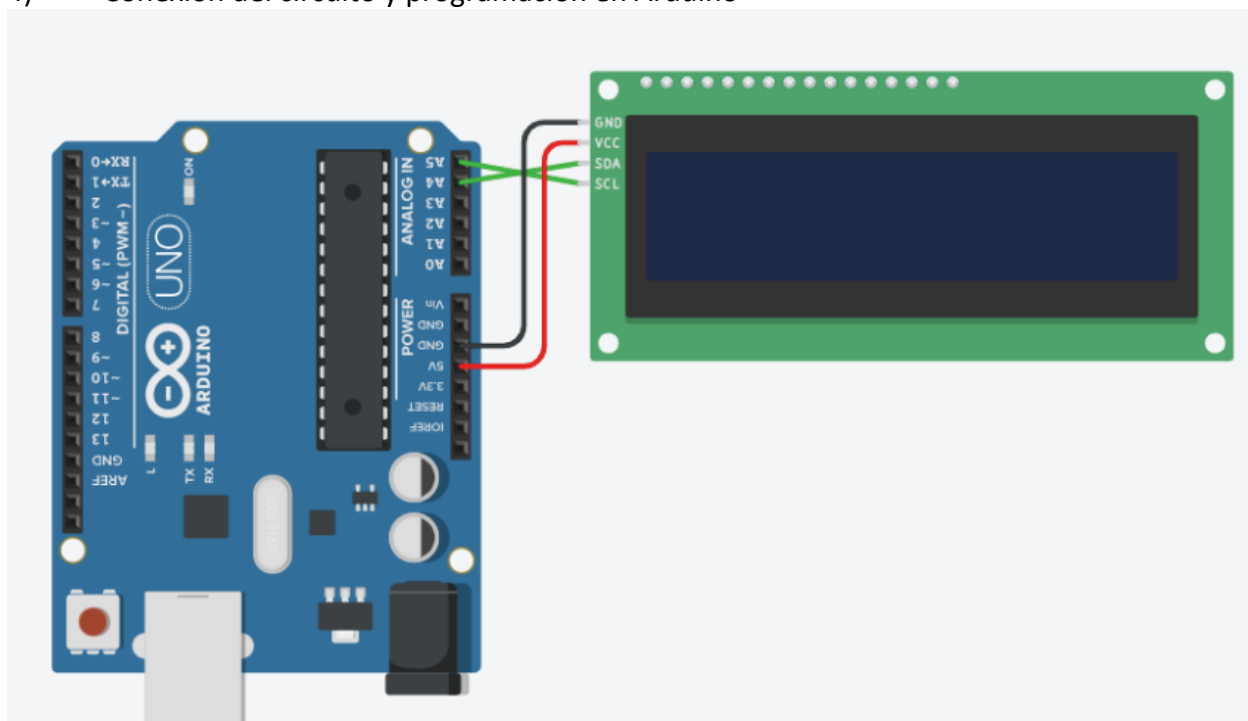 Conexión del circuito y programación en Arduino
GND
VCC
SDA
SCL
RX←0
TX→1
2
~3
4
~5
~6
7
8
~9
~10
~11
12
13
GND
AREF
DIGITAL (PWM~)
ON
UNO
ARDUINO
L
TX
RX
ANALOG IN
A5
A4
A3
A2
A1
A0
POWER
Vin
GND
GND
5V
3.3V
RESET
IOREF